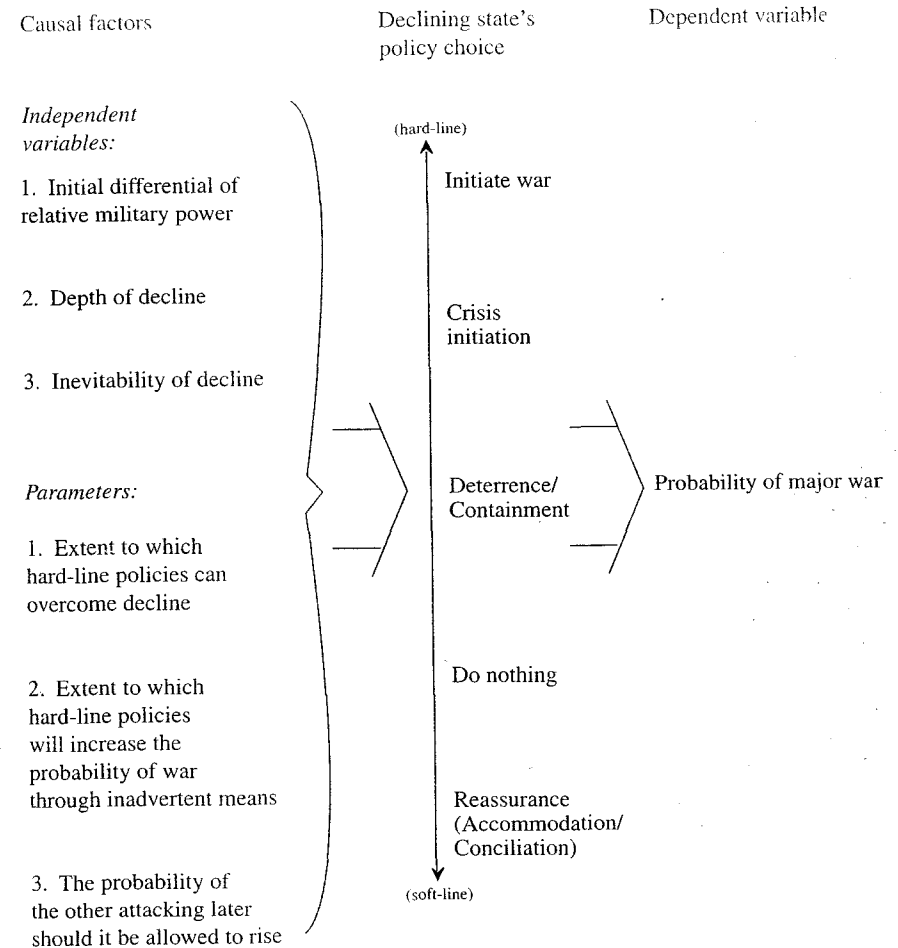 Causal factors
Declining state's
policy choice
Dependent variable
Independent
variables:
1. Initial differential of
relative military power
2. Depth of decline
3. Inevitability of decline
Parameters:
1. Extent to which
hard-line policies can
overcome decline
2. Extent to which
hard-line policies
will increase the
probability of war
through inadvertent means
3. The probability of
the other attacking later
should it be allowed to rise
(hard-line)
Initiate war
Crisis
initiation
Deterrence/
Containment
Do nothing
Reassurance
(Accommodation/
Conciliation)
(soft-line)
Probability of major war